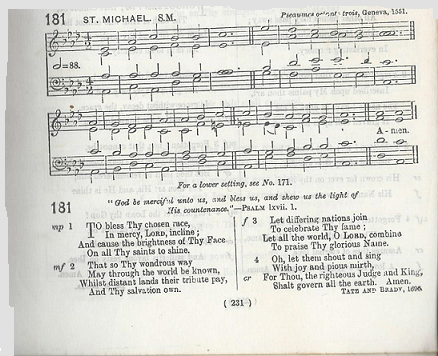 181 ST. MICHAEL. S.M. Pseaumes octante trois, Geneva, 1551.
=88.
A - men.
For a lower setting, see No. 171.
181
"God be merciful unto us, and bless us, and shew us the light of
His countenance."—PSALM lxvii. 1.
mp 1 TO bless Thy chosen race,
In mercy, LORD, incline;
And cause the brightness of Thy Face
On all Thy saints to shine.
mf 2 That so Thy wondrous way
May through the world be known,
Whilst distant lands their tribute pay,
And Thy salvation own.
f 3 Let differing nations join
To celebrate Thy fame;
Let all the world, O LORD, combine
To praise Thy glorious Name.
4 Oh, let them shout and sing
With joy and pious mirth,
cr For Thou, the righteous Judge and King,
Shalt govern all the earth. Amen.
TATE AND BRADY, 1696.
( 231 )